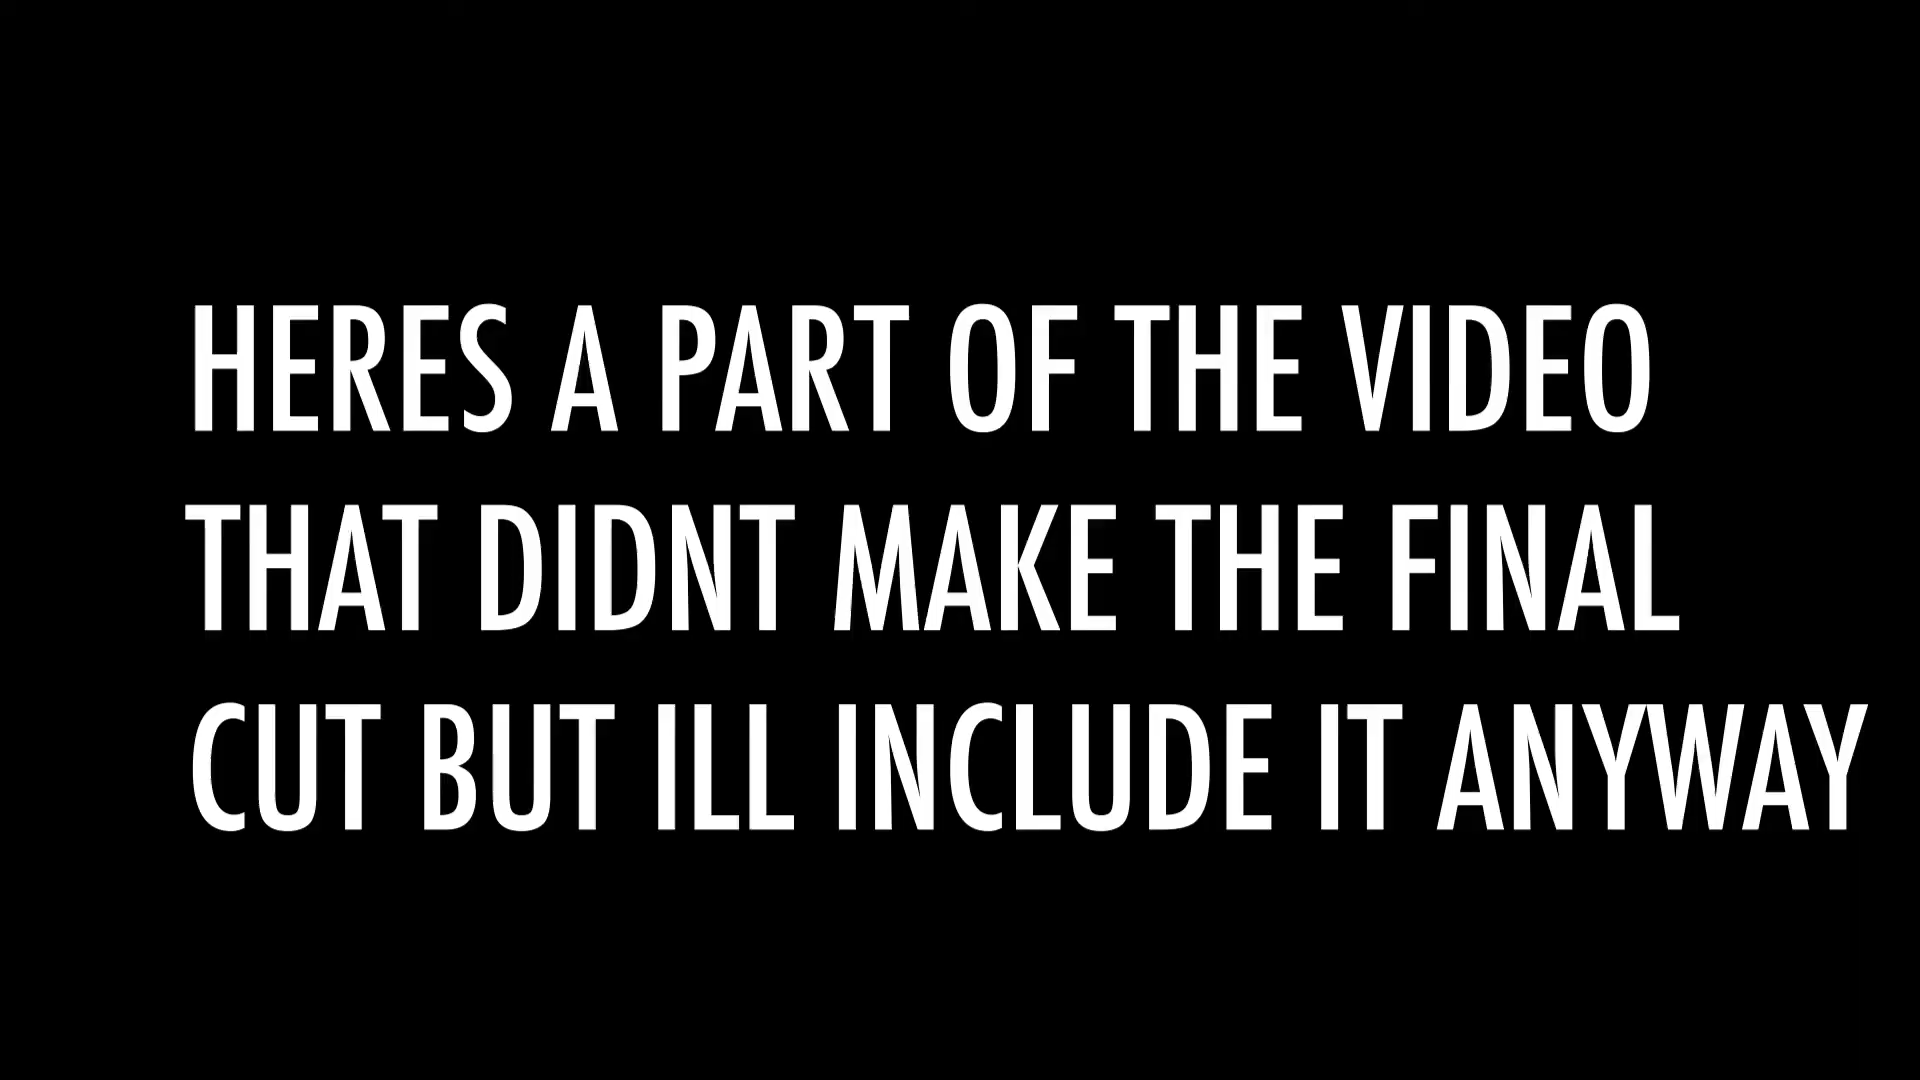 HERES A PART OF THE VIDEO
THAT DIDNT MAKE THE FINAL
CUT BUT ILL INCLUDE IT ANYWAY